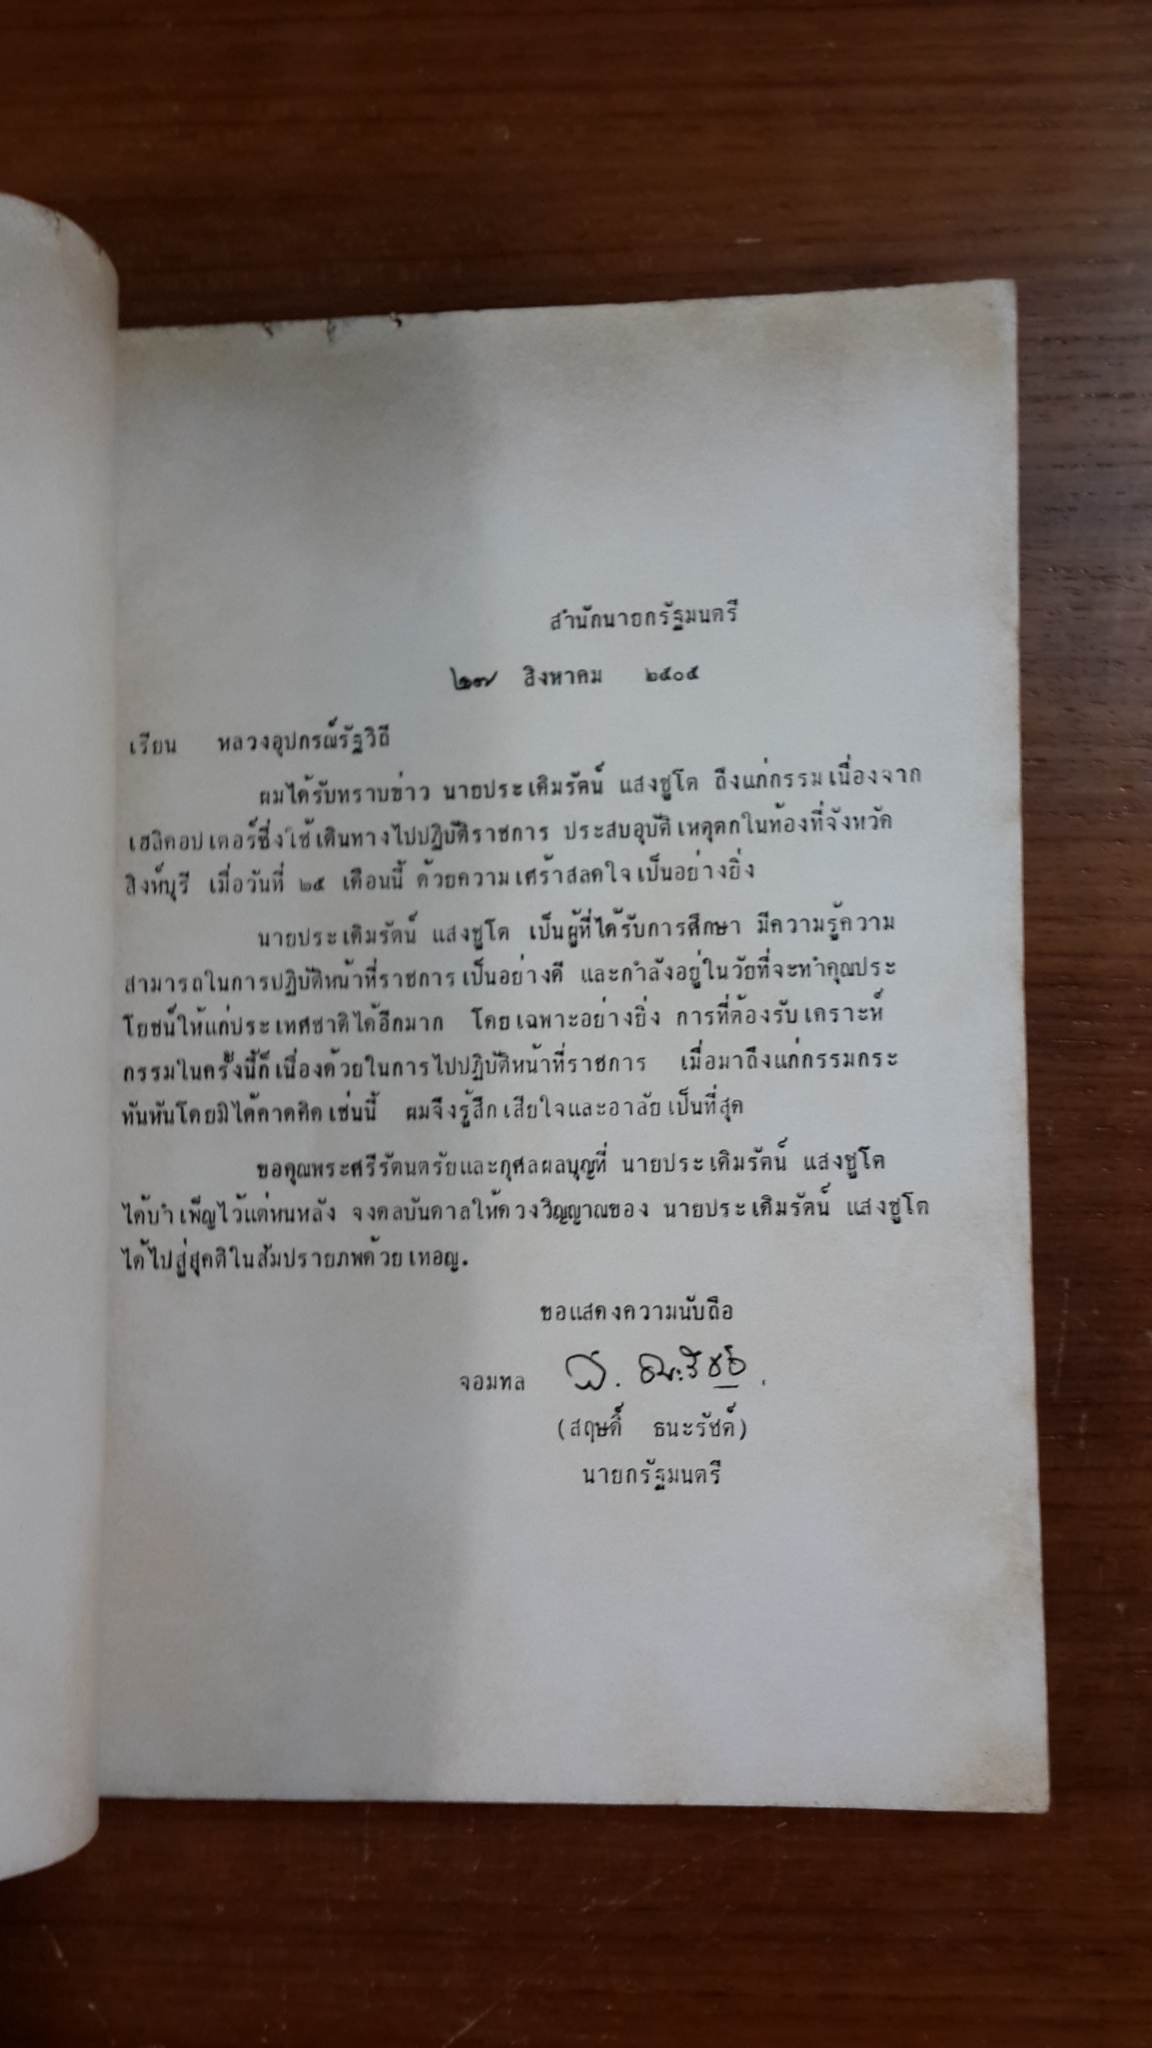 สำนักนายกรัฐมนตรี
๒๗ สิงหาคม ๒๕๐๕
เรียน หลวงอุปกรณ์รัฐวิถี
ผมได้รับทราบข่าว นายประเดิมรัตน์ แสงชูโต ถึงแก่กรรมเนื่องจาก
เฮลิคอปเตอร์ซึ่งใช้เดินทางไปปฏิบัติราชการ ประสบอุบัติเหตุตกในท้องที่จังหวัด
สิงห์บุรี เมื่อวันที่ ๒๕ เดือนนี้ ด้วยความเศร้าสลดใจเป็นอย่างยิ่ง
นายประเดิมรัตน์ แสงชูโต เป็นผู้ที่ได้รับการศึกษา มีความรู้ความ
สามารถในการปฏิบัติหน้าที่ราชการเป็นอย่างดี และกำลังอยู่ในวัยที่จะทำคุณประ
โยชน์ให้แก่ประเทศชาติได้อีกมาก โดยเฉพาะอย่างยิ่ง การที่ต้องรับเคราะห์
กรรมในครั้งนี้ก็เนื่องด้วยในการไปปฏิบัติหน้าที่ราชการ เมื่อมาถึงแก่กรรมกระ
ทันหันโดยมิได้คาดคิดเช่นนี้ ผมจึงรู้สึกเสียใจและอาลัยเป็นที่สุด
ขอคุณพระศรีรัตนตรัยและกุศลผลบุญที่ นายประเดิมรัตน์ แสงชูโต
ได้บำเพ็ญไว้แต่หนหลัง จงดลบันดาลให้ดวงวิญญาณของ นายประเดิมรัตน์ แสงชูโต
ได้ไปสู่สุคติในสัมปรายภพด้วยเทอญ.
ขอแสดงความนับถือ
จอมพล ส. ธนะรัชต์
(สฤษดิ์ ธนะรัชต์)
นายกรัฐมนตรี